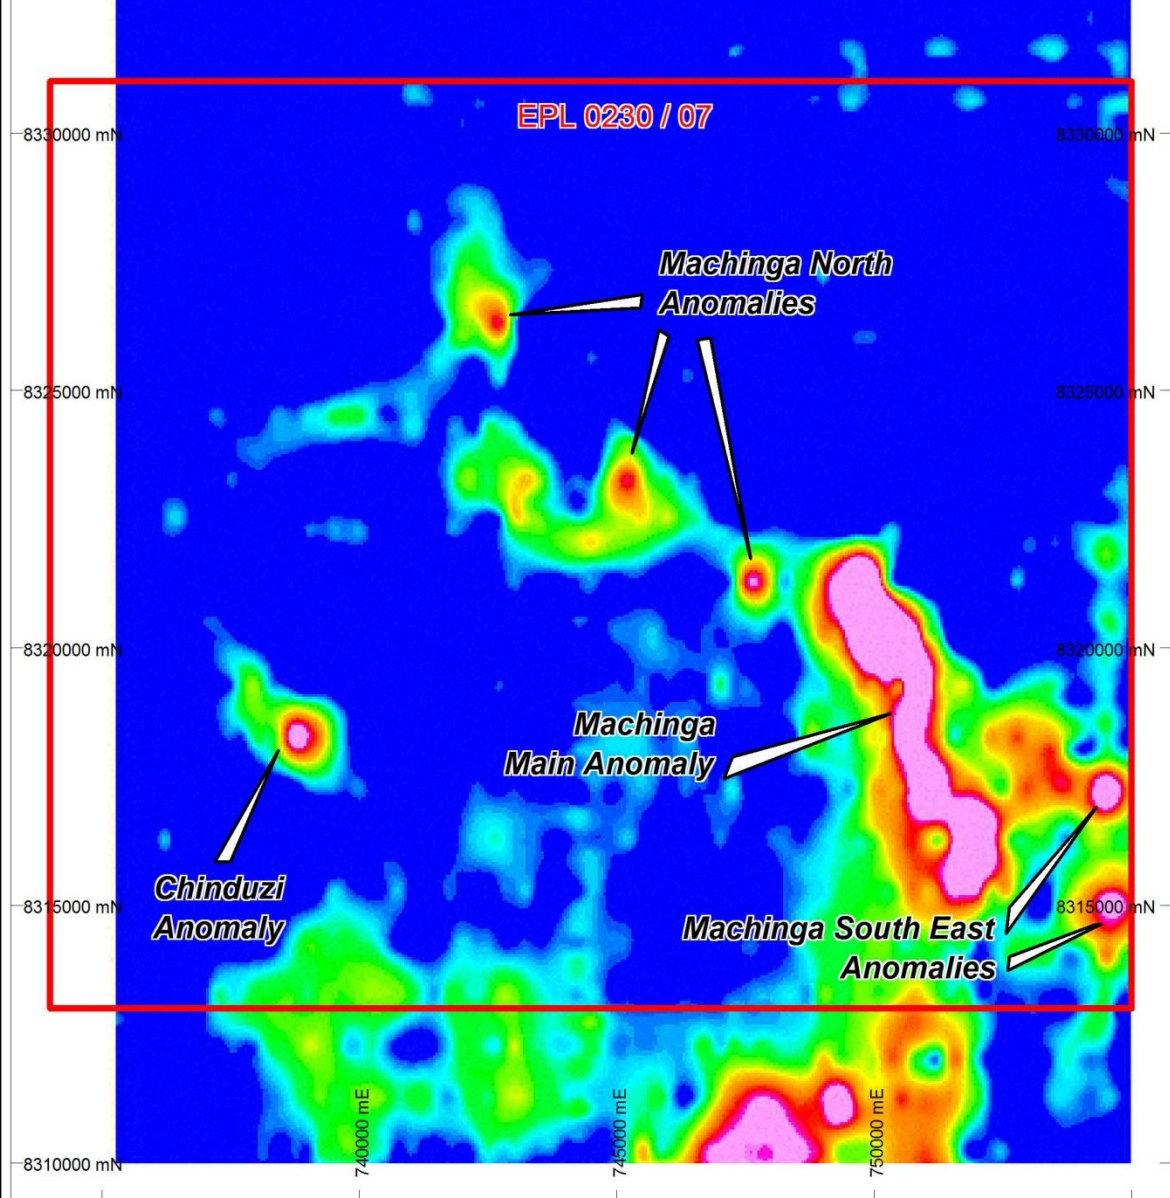 EPL 0230 / 07
8330000 mN
8330000 mN
Machinga North
Anomalies
8325000 mN
8325000 mN
8320000 mN
8320000 mN
Machinga
Main Anomaly
Chinduzi
Anomaly
8315000 mN
8315000 mN
Machinga South East
Anomalies
740000 mE
745000 mE
750000 mE
8310000 mN